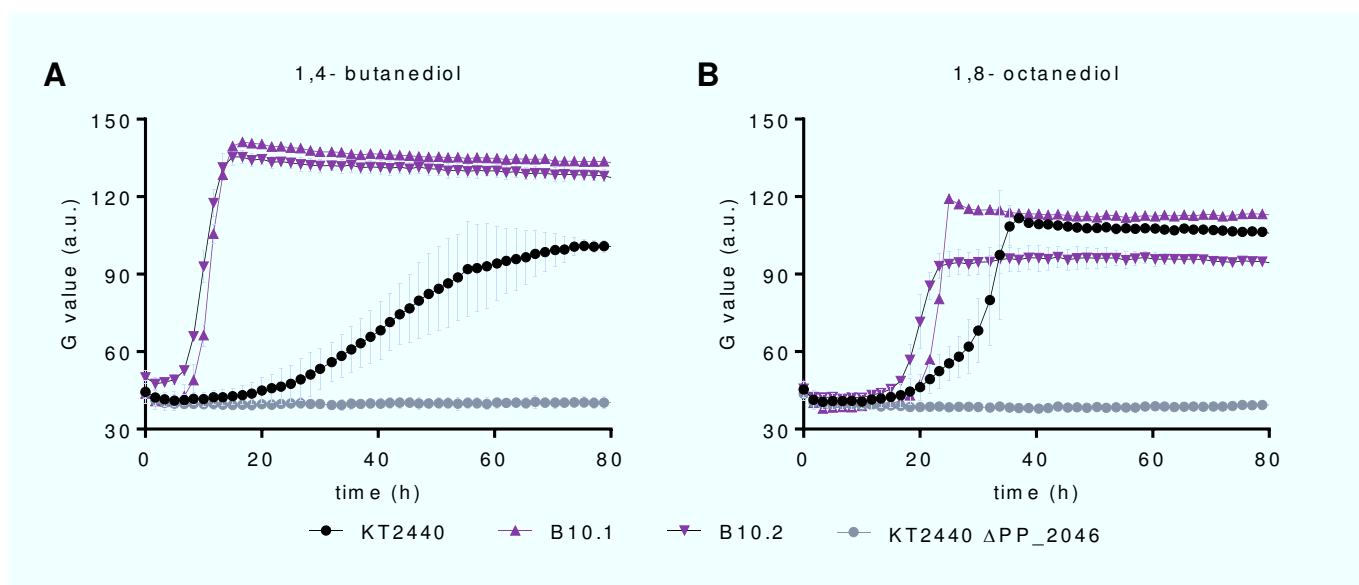 A
1,4- butanediol
150
120
90
60
30
G value (a.u.)
0 20 40 60 80
time (h)
B
1,8- octanediol
150
120
90
60
30
G value (a.u.)
0 20 40 60 80
time (h)
KT2440 B10.1 B10.2 KT2440 ΔPP_2046